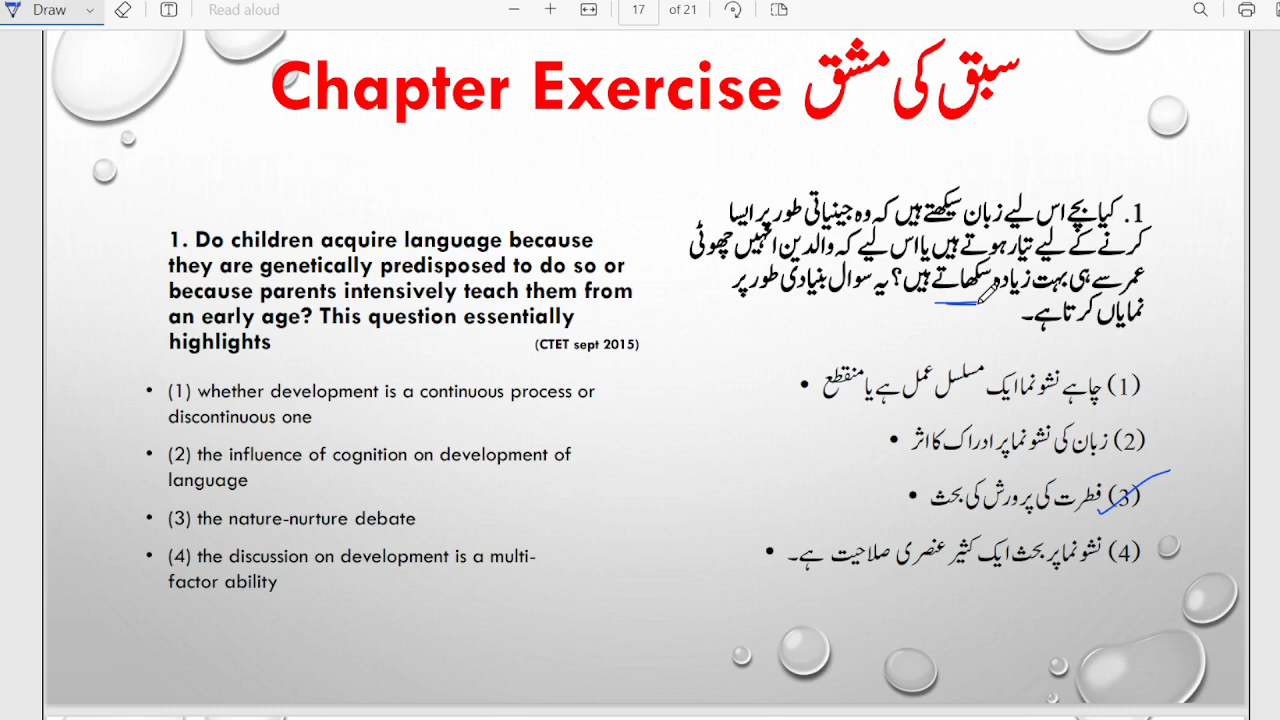 Draw
Read aloud
17 of 21
Chapter Exercise سبق کی مشق
1. Do children acquire language because
they are genetically predisposed to do so or
because parents intensively teach them from
an early age? This question essentially
highlights (CTET sept 2015)
• (1) whether development is a continuous process or
discontinuous one
• (2) the influence of cognition on development of
language
• (3) the nature-nurture debate
• (4) the discussion on development is a multi-
factor ability
1. کیا بچے اس لیے زبان سیکھتے ہیں کہ وہ جینیاتی طور پر ایسا
کرنے کے لیے تیار ہوتے ہیں یا اس لیے کہ والدین انہیں چھوٹی
عمر سے ہی بہت زیادہ سکھاتے ہیں؟ یہ سوال بنیادی طور پر
نمایاں کرتا ہے۔
(1) چاہے نشونما ایک مسلسل عمل ہے یا منقطع •
(2) زبان کی نشونما پر ادراک کا اثر •
(3) فطرت کی پرورش کی بحث •
(4) نشونما پر بحث ایک کثیر عنصری صلاحیت ہے۔ •